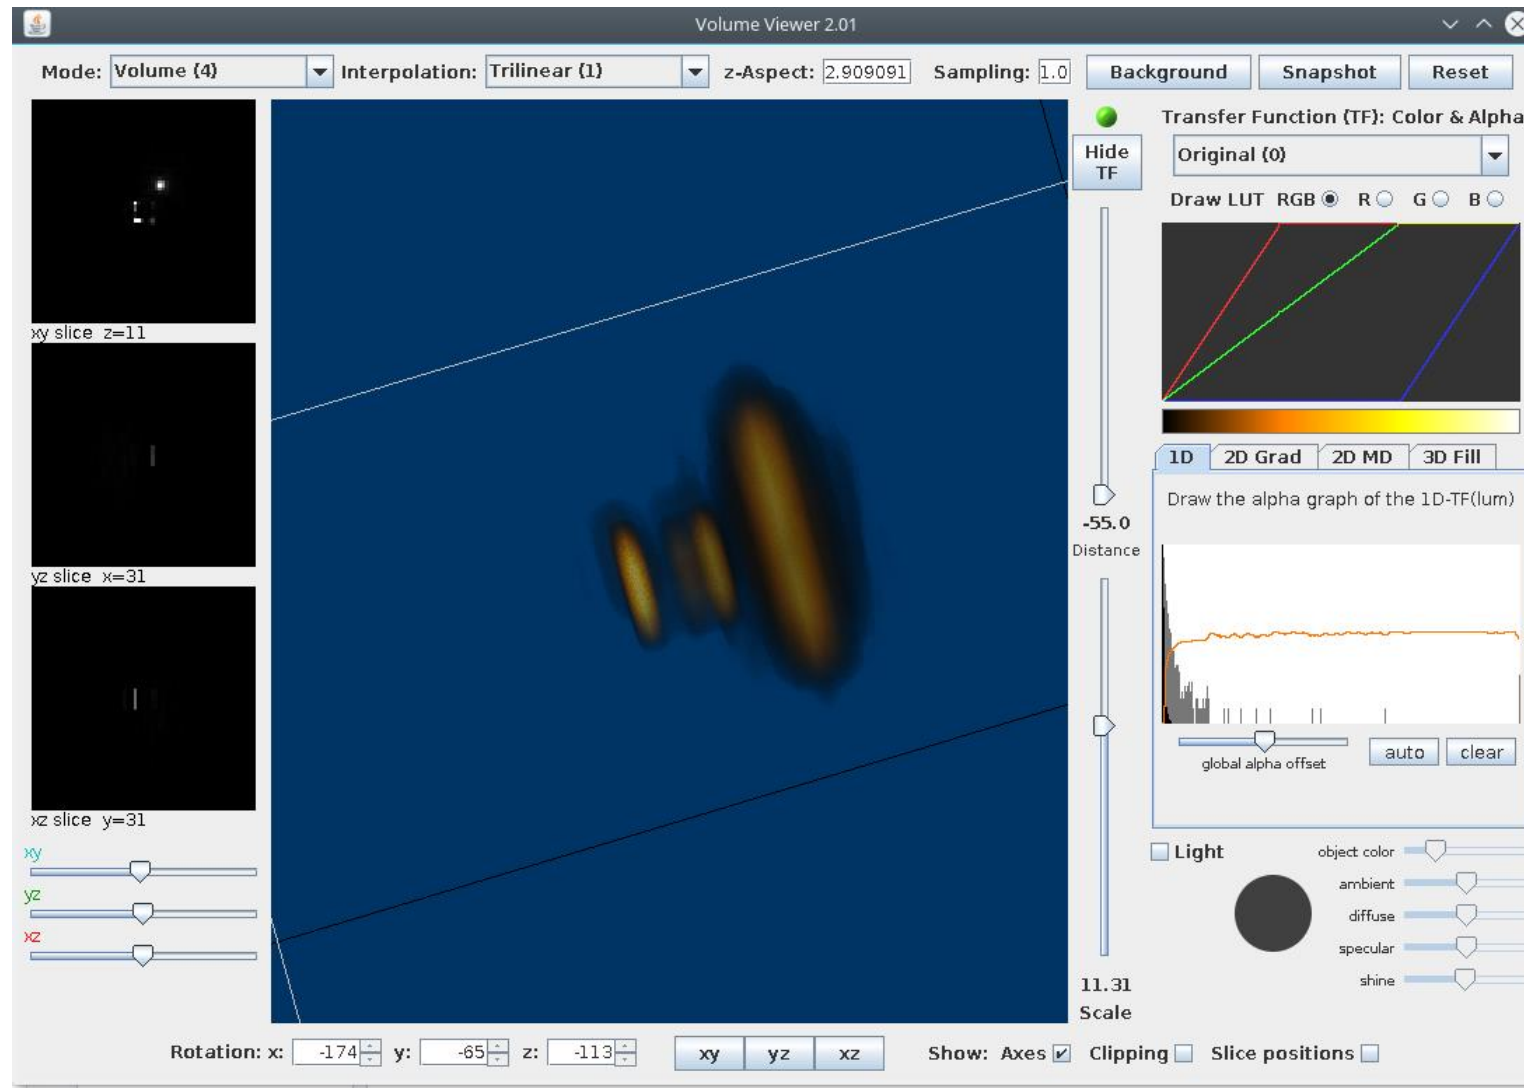 Volume Viewer 2.01
Mode: Volume (4) Interpolation: Trilinear (1) z-Aspect: 2.909091 Sampling: 1.0 Background Snapshot Reset
xy slice z=11
yz slice x=31
xz slice y=31
xy
yz
xz
Hide
TF
-55.0
Distance
11.31
Scale
Transfer Function (TF): Color & Alpha
Original (0)
Draw LUT RGB R G B
1D 2D Grad 2D MD 3D Fill
Draw the alpha graph of the 1D-TF(lum)
global alpha offset auto clear
Light object color
ambient
diffuse
specular
shine
Rotation: x: -174 y: -65 z: -113 xy yz xz Show: Axes Clipping Slice positions